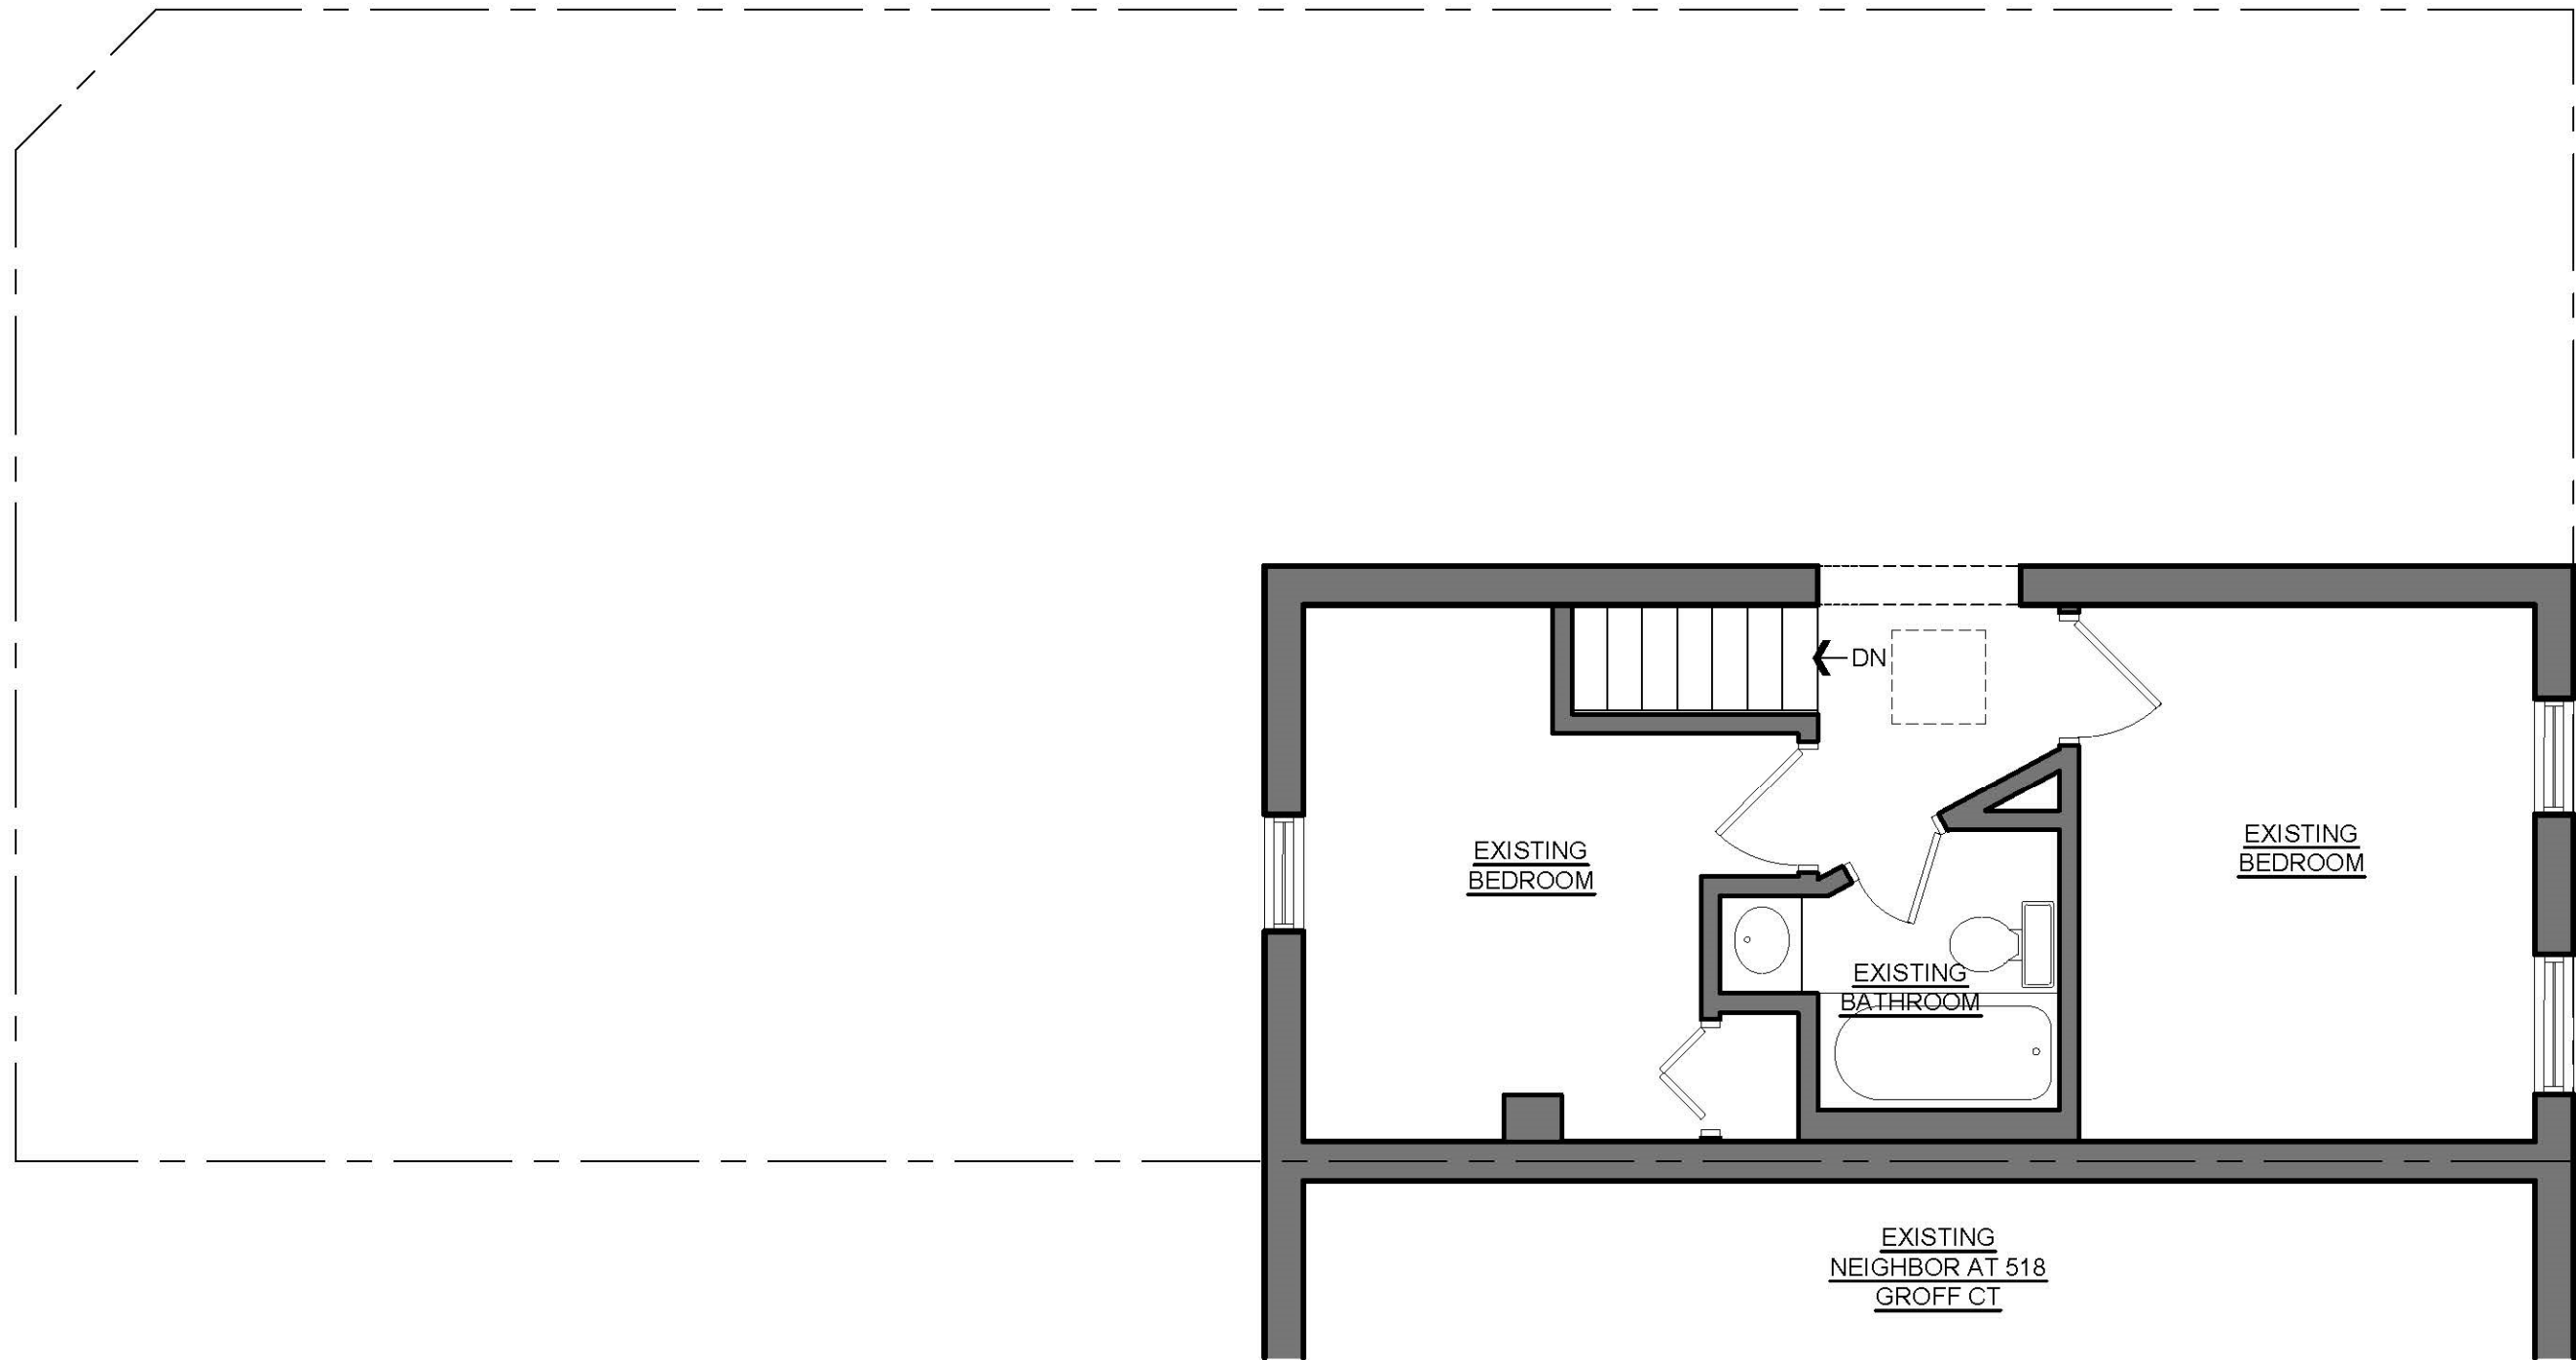 DN
EXISTING
BEDROOM
EXISTING
BEDROOM
EXISTING
BATHROOM
EXISTING
NEIGHBOR AT 518
GROFF CT